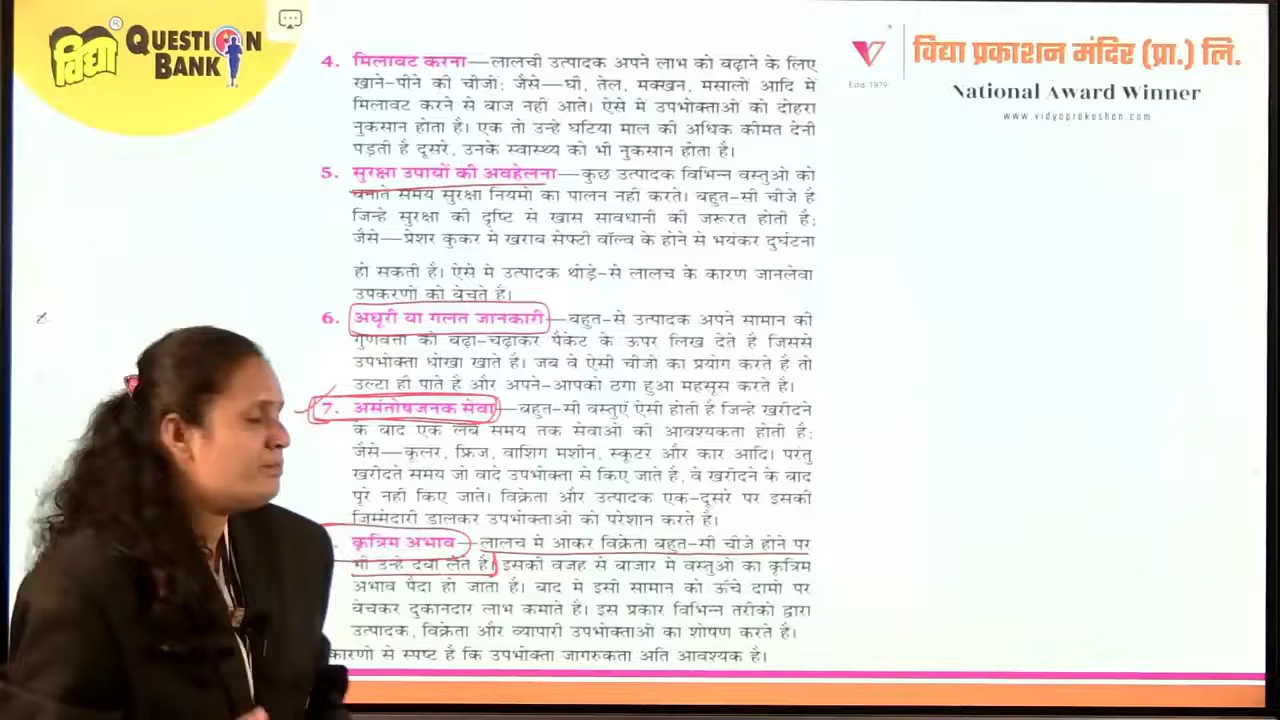 विद्या
QUESTION
BANK
®
विद्या प्रकाशन मंदिर (प्रा.) लि.
Estd. 1979
National Award Winner
www.vidyaprakashan.com
4. मिलावट करना—लालची उत्पादक अपने लाभ को बढ़ाने के लिए
खाने-पीने की चीजों; जैसे—घी, तेल, मक्खन, मसालों आदि में
मिलावट करने से बाज नहीं आते। ऐसे में उपभोक्ताओं को दोहरा
नुकसान होता है। एक तो उन्हें घटिया माल की अधिक कीमत देनी
पड़ती है दूसरे, उनके स्वास्थ्य को भी नुकसान होता है।
5. सुरक्षा उपायों की अवहेलना—कुछ उत्पादक विभिन्न वस्तुओं को
बनाते समय सुरक्षा नियमों का पालन नहीं करते। बहुत-सी चीजें हैं
जिन्हें सुरक्षा की दृष्टि से खास सावधानी की जरूरत होती है;
जैसे—प्रेशर कुकर में खराब सेफ्टी वॉल्व के होने से भयंकर दुर्घटना
हो सकती है। ऐसे में उत्पादक थोड़े-से लालच के कारण जानलेवा
उपकरणों को बेचते हैं।
6. अधूरी या गलत जानकारी—बहुत-से उत्पादक अपने सामान की
गुणवत्ता को बढ़ा-चढ़ाकर पैकेट के ऊपर लिख देते हैं जिससे
उपभोक्ता धोखा खाते हैं। जब वे ऐसी चीजों का प्रयोग करते हैं तो
उल्टा ही पाते हैं और अपने-आपको ठगा हुआ महसूस करते हैं।
7. असंतोषजनक सेवा—बहुत-सी वस्तुएँ ऐसी होती हैं जिन्हें खरीदने
के बाद एक लंबे समय तक सेवाओं की आवश्यकता होती है;
जैसे—कूलर, फ्रिज, वाशिंग मशीन, स्कूटर और कार आदि। परंतु
खरीदते समय जो वादे उपभोक्ता से किए जाते हैं, वे खरीदने के बाद
पूरे नहीं किए जाते। विक्रेता और उत्पादक एक-दूसरे पर इसकी
जिम्मेदारी डालकर उपभोक्ताओं को परेशान करते हैं।
कृत्रिम अभाव—लालच में आकर विक्रेता बहुत-सी चीजें होने पर
भी उन्हें दबा लेते हैं। इसकी वजह से बाजार में वस्तुओं का कृत्रिम
अभाव पैदा हो जाता है। बाद में इसी सामान को ऊँचे दामों पर
बेचकर दुकानदार लाभ कमाते हैं। इस प्रकार विभिन्न तरीकों द्वारा
उत्पादक, विक्रेता और व्यापारी उपभोक्ताओं का शोषण करते हैं।
कारणों से स्पष्ट है कि उपभोक्ता जागरुकता अति आवश्यक है।